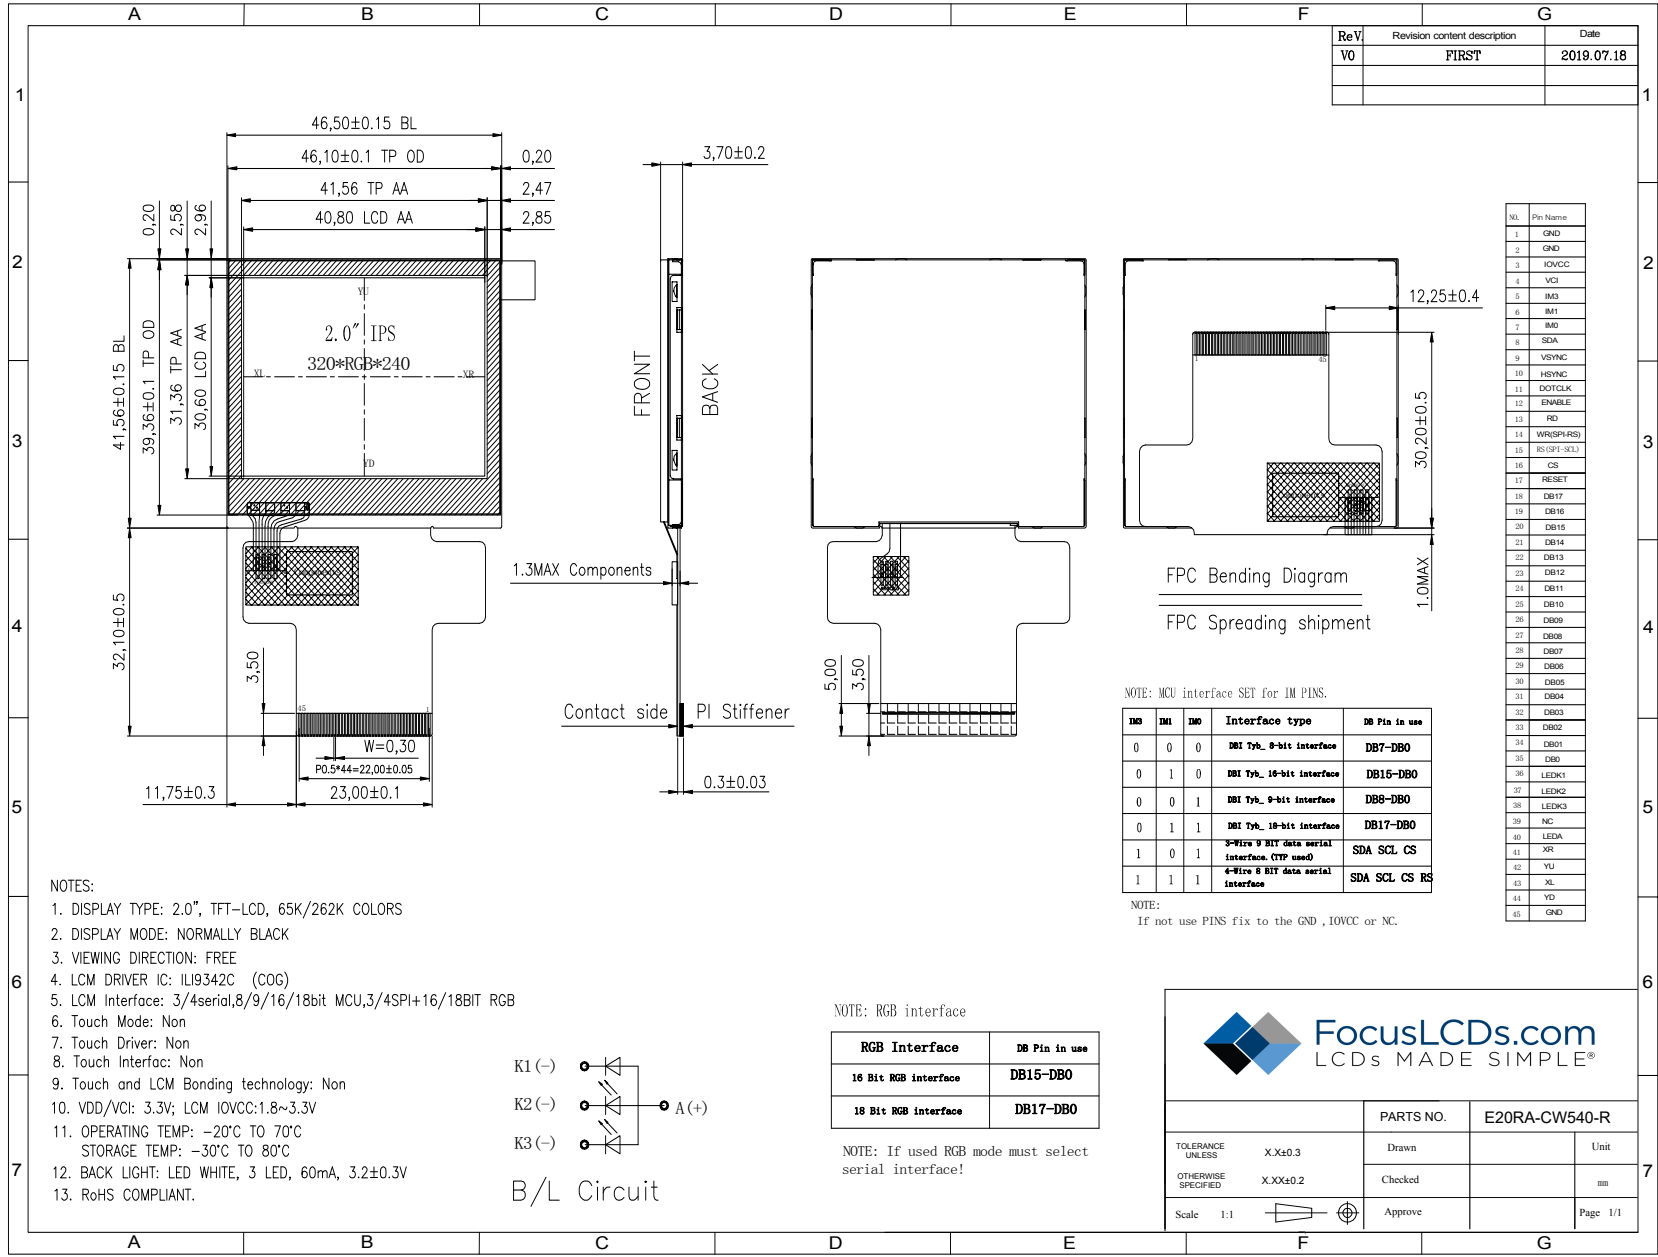 A B C D E F G
ReV. Revision content description Date
V0 FIRST 2019.07.18
1 1
2 2
3 3
4 4
5 5
6 6
7 7
46,50±0.15 BL
46,10±0.1 TP OD 0,20
41,56 TP AA 2,47
40,80 LCD AA 2,85
0,20
2,58
2,96
41,56±0.15 BL
39,36±0.1 TP OD
31,36 TP AA
30,60 LCD AA
YU
2.0" IPS
320*RGB*240
XL XR
YD
32,10±0.5
3,50
45 1
W=0,30
P0.5*44=22,00±0.05
11,75±0.3 23,00±0.1
3,70±0.2
FRONT
BACK
1.3MAX Components
Contact side PI Stiffener
0.3±0.03
5,00
3,50
12,25±0.4
1 45
30,20±0.5
1.0MAX
FPC Bending Diagram
FPC Spreading shipment
NO. Pin Name
1 GND
2 GND
3 IOVCC
4 VCI
5 IM3
6 IM1
7 IM0
8 SDA
9 VSYNC
10 HSYNC
11 DOTCLK
12 ENABLE
13 RD
14 WR(SPI-RS)
15 RS(SPI-SCL)
16 CS
17 RESET
18 DB17
19 DB16
20 DB15
21 DB14
22 DB13
23 DB12
24 DB11
25 DB10
26 DB09
27 DB08
28 DB07
29 DB06
30 DB05
31 DB04
32 DB03
33 DB02
34 DB01
35 DB0
36 LEDK1
37 LEDK2
38 LEDK3
39 NC
40 LEDA
41 XR
42 YU
43 XL
44 YD
45 GND
NOTE: MCU interface SET for IM PINS.
IM3 IM1 IM0 Interface type DB Pin in use
0 0 0 DBI Tyb_ 8-bit interface DB7-DB0
0 1 0 DBI Tyb_ 16-bit interface DB15-DB0
0 0 1 DBI Tyb_ 9-bit interface DB8-DB0
0 1 1 DBI Tyb_ 18-bit interface DB17-DB0
1 0 1 3-Wire 9 BIT data serial interface.(TYP used) SDA SCL CS
1 1 1 4-Wire 8 BIT data serial interface SDA SCL CS RS
NOTE:
If not use PINS fix to the GND ,IOVCC or NC.
NOTES:
1. DISPLAY TYPE: 2.0", TFT-LCD, 65K/262K COLORS
2. DISPLAY MODE: NORMALLY BLACK
3. VIEWING DIRECTION: FREE
4. LCM DRIVER IC: ILI9342C (COG)
5. LCM Interface: 3/4serial,8/9/16/18bit MCU,3/4SPI+16/18BIT RGB
6. Touch Mode: Non
7. Touch Driver: Non
8. Touch Interfac: Non
9. Touch and LCM Bonding technology: Non
10. VDD/VCI: 3.3V; LCM IOVCC:1.8~3.3V
11. OPERATING TEMP: -20°C TO 70°C
STORAGE TEMP: -30°C TO 80°C
12. BACK LIGHT: LED WHITE, 3 LED, 60mA, 3.2±0.3V
13. RoHS COMPLIANT.
K1(-)
K2(-) A(+)
K3(-)
B/L Circuit
NOTE: RGB interface
RGB Interface DB Pin in use
16 Bit RGB interface DB15-DB0
18 Bit RGB interface DB17-DB0
NOTE: If used RGB mode must select
serial interface!
FocusLCDs.com
LCDs MADE SIMPLE®
PARTS NO. E20RA-CW540-R
TOLERANCE UNLESS X.X±0.3 Drawn Unit
OTHERWISE SPECIFIED X.XX±0.2 Checked mm
Scale 1:1 Approve Page 1/1
A B C D E F G